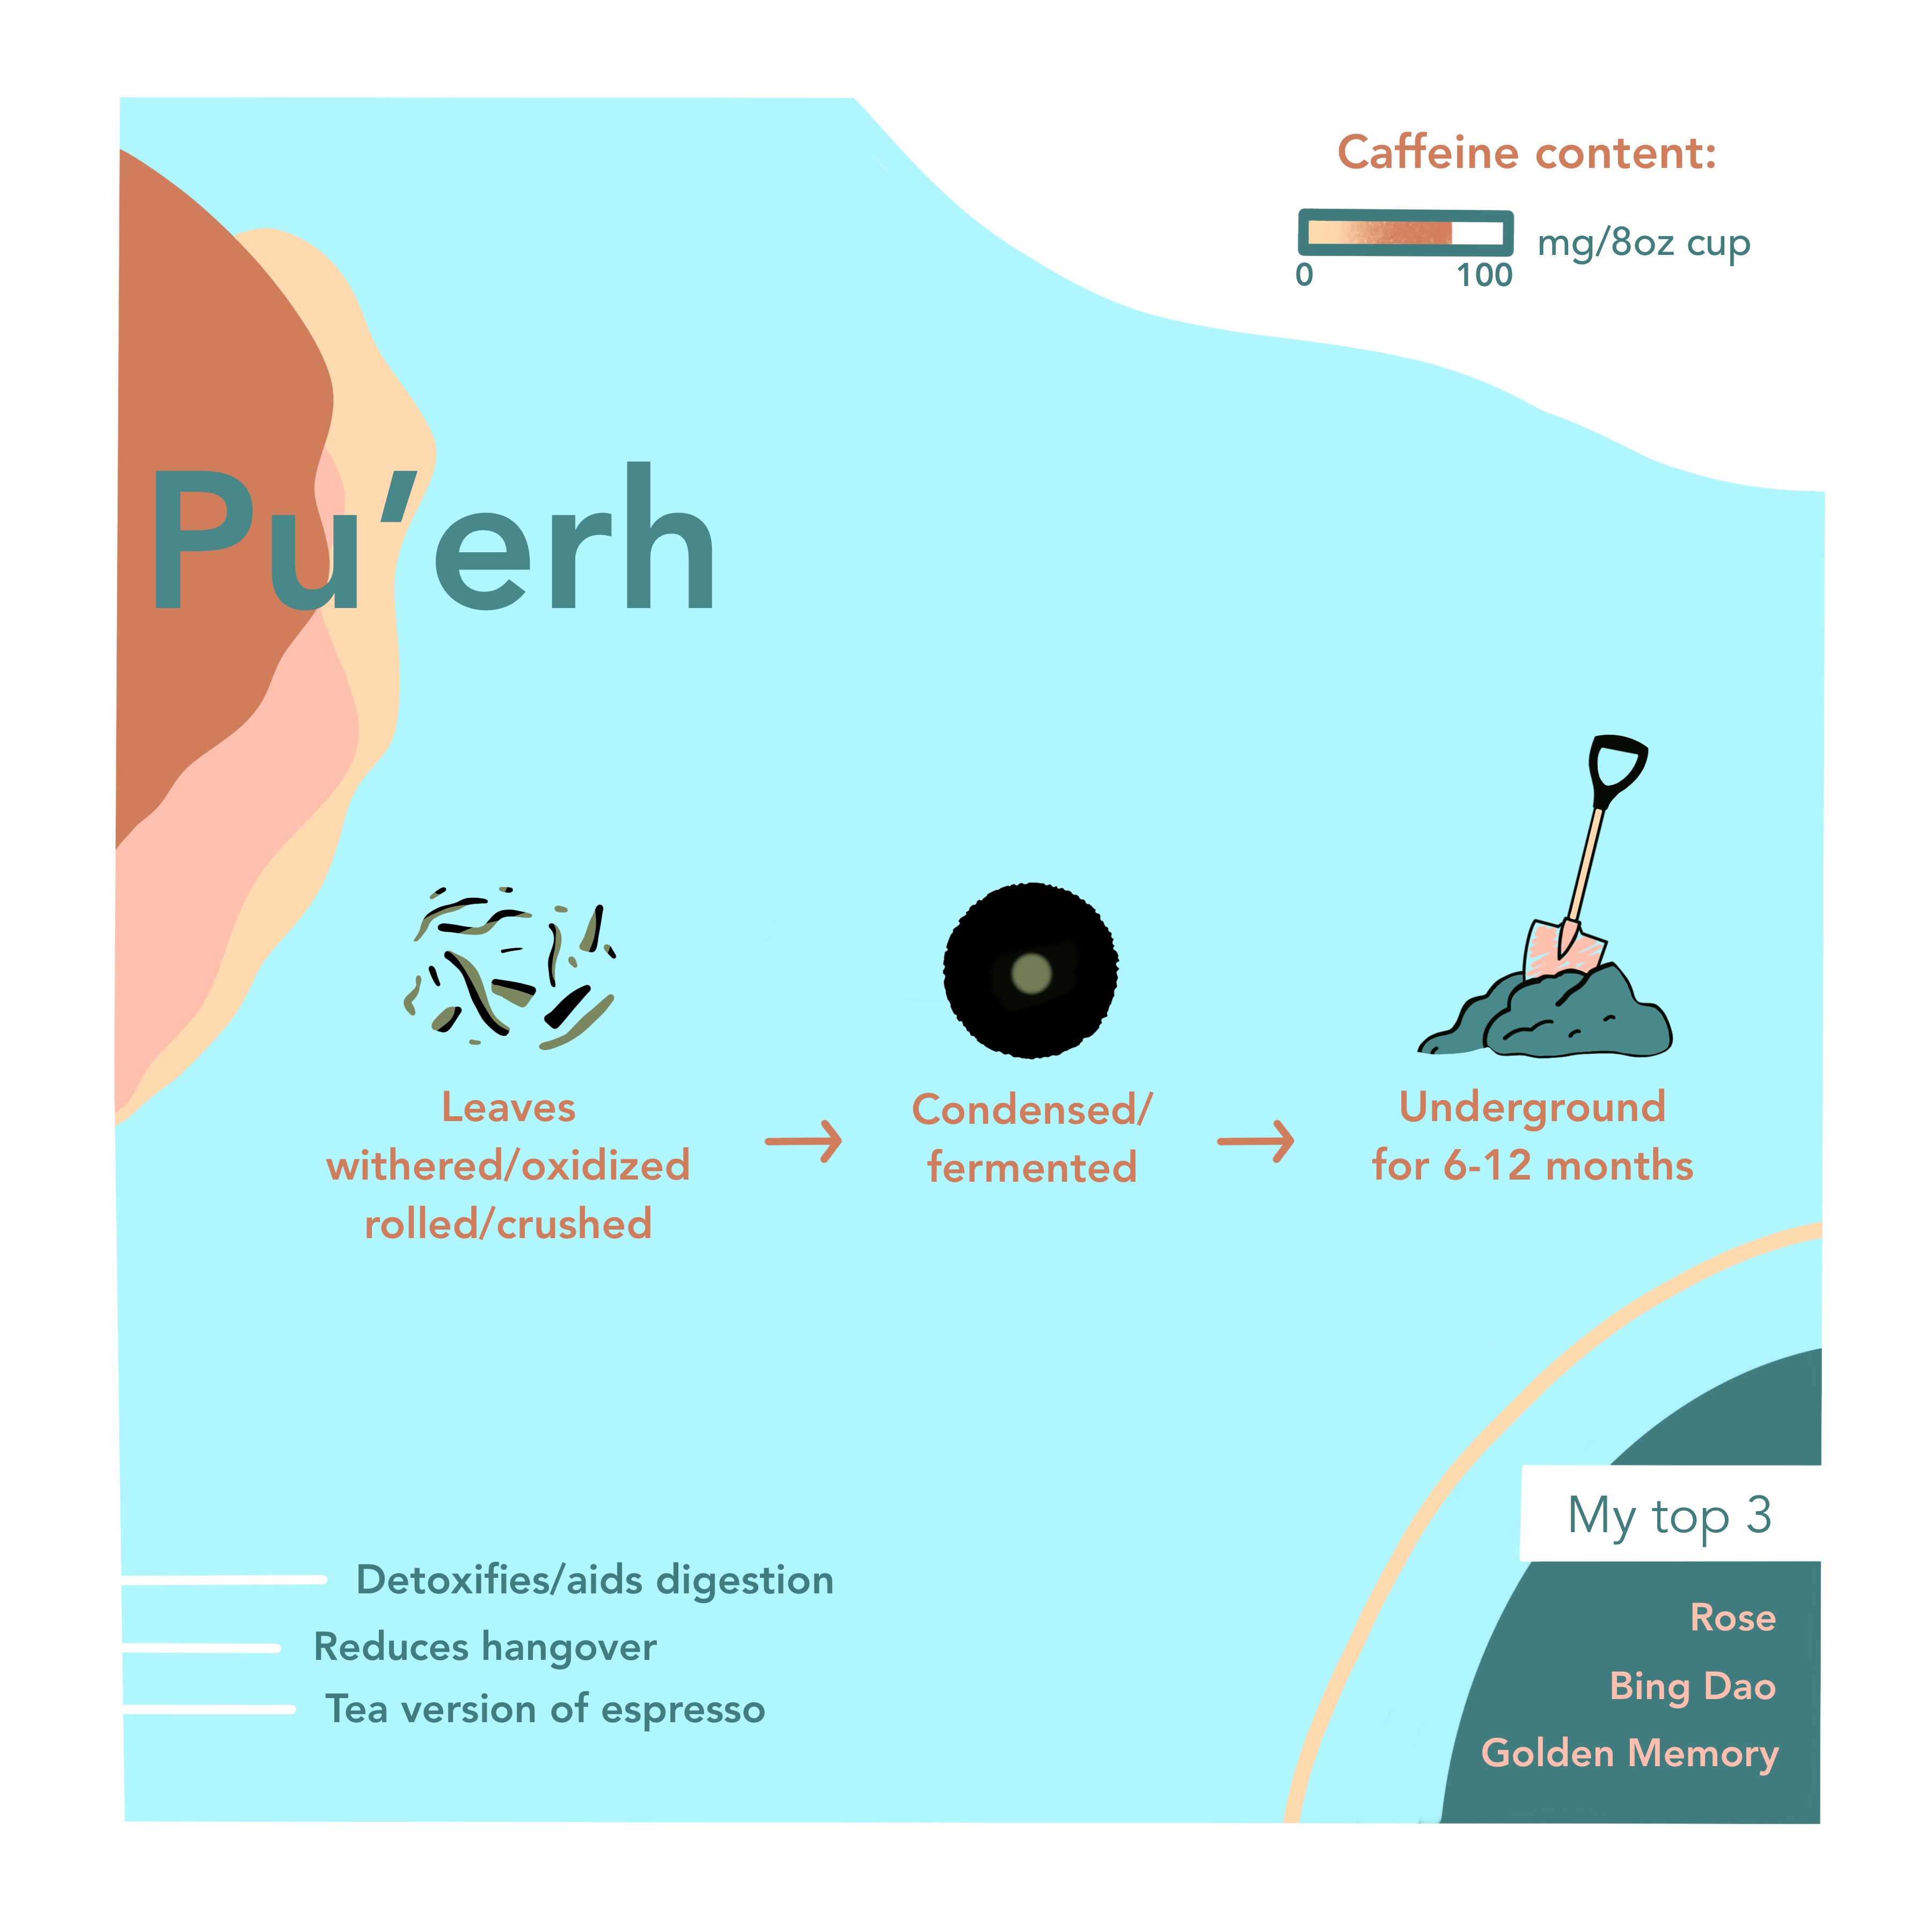 Caffeine content:
mg/8oz cup
0 100
Pu'erh
Leaves
withered/oxidized
rolled/crushed
Condensed/
fermented
Underground
for 6-12 months
Detoxifies/aids digestion
Reduces hangover
Tea version of espresso
My top 3
Rose
Bing Dao
Golden Memory